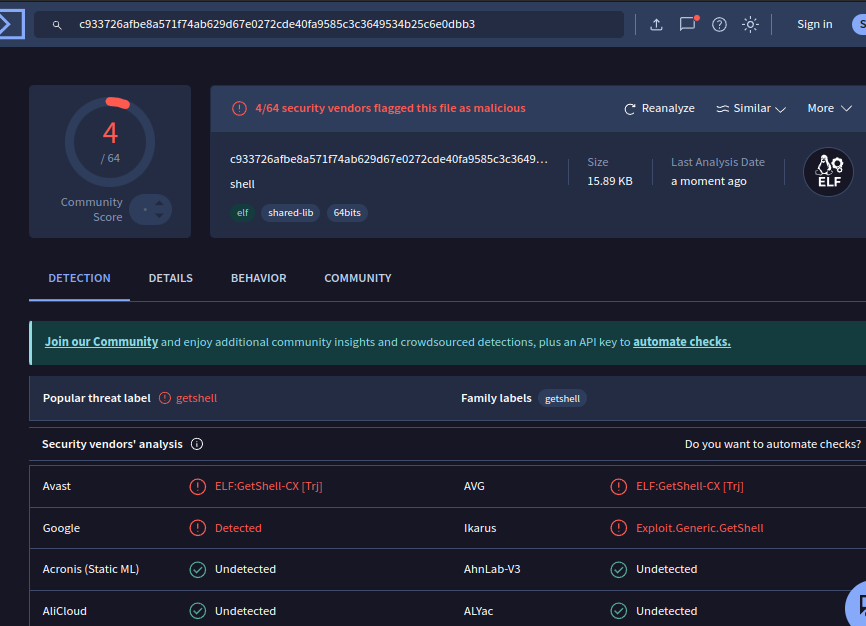 c933726afbe8a571f74ab629d67e0272cde40fa9585c3c3649534b25c6e0dbb3
Sign in
S
4
/ 64
Community
Score
4/64 security vendors flagged this file as malicious
Reanalyze
Similar
More
c933726afbe8a571f74ab629d67e0272cde40fa9585c3c3649...
shell
elf
shared-lib
64bits
Size
15.89 KB
Last Analysis Date
a moment ago
ELF
DETECTION
DETAILS
BEHAVIOR
COMMUNITY
Join our Community and enjoy additional community insights and crowdsourced detections, plus an API key to automate checks.
Popular threat label
getshell
Family labels
getshell
Security vendors' analysis
Do you want to automate checks?
Avast
ELF:GetShell-CX [Trj]
AVG
ELF:GetShell-CX [Trj]
Google
Detected
Ikarus
Exploit.Generic.GetShell
Acronis (Static ML)
Undetected
AhnLab-V3
Undetected
AliCloud
Undetected
ALYac
Undetected